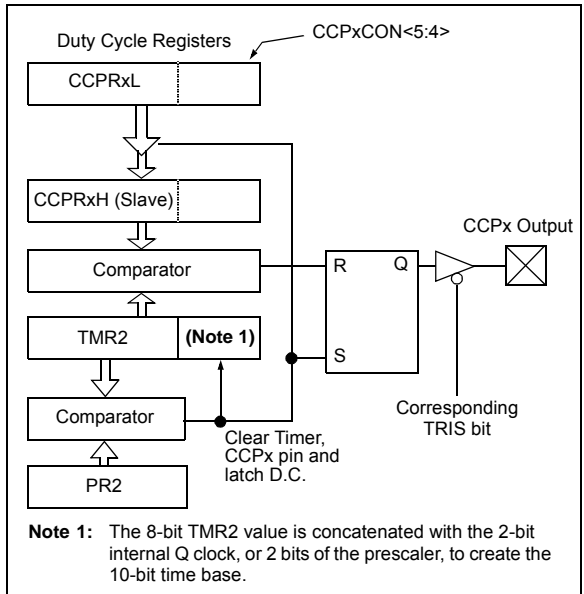 Duty Cycle Registers
CCPxCON<5:4>
CCPRxL
CCPRxH (Slave)
CCPx Output
Comparator
R
Q
TMR2
(Note 1)
S
Comparator
Clear Timer,
CCPx pin and
latch D.C.
Corresponding
TRIS bit
PR2
Note 1: The 8-bit TMR2 value is concatenated with the 2-bit
internal Q clock, or 2 bits of the prescaler, to create the
10-bit time base.